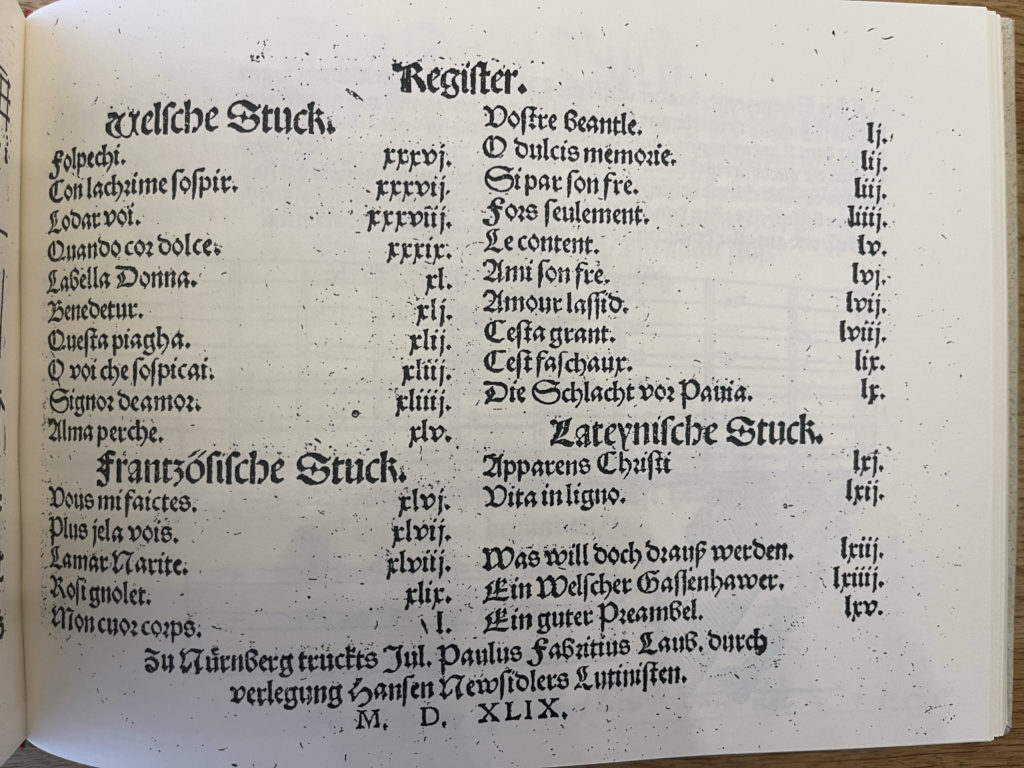 Register.
Welsche Stuck.
Folpechi. xxxvj.
Con lachrime sospir. xxxvij.
Lodar voi. xxxviij.
Quando cor dolce. xxxix.
Labella Donna. xl.
Benedetur. xlj.
Questa piagha. xlij.
O voi che sospicai. xliij.
Signor deamor. xliiij.
Alma perche. xlv.
Frantzösische Stuck.
Vous mi faictes. xlvj.
Plus jela vois. xlvij.
Lamar Narite. xlviij.
Rosignolet. xlix.
Mon cuor corps. l.
Vostre Beantle. lj.
O dulcis memorie. lij.
Si par son fre. liij.
Fors seulement. liiij.
Le content. lv.
Ami son fre. lvj.
Amour lassid. lvij.
Cesta grant. lviij.
Cest faschaux. lix.
Die Schlacht vor Pauia. lx.
Lateynische Stuck.
Apparens Christi lxj.
Vita in ligno. lxij.
Was will doch drauß werden. lxiij.
Ein Welscher Gassenhawer. lxiiij.
Ein guter Preambel. lxv.
Zu Nürnberg truckts Jul. Paulus Fabritius Laub. durch
verlegung Hansen Newsidlers Lutinisten.
M. D. XLIX.